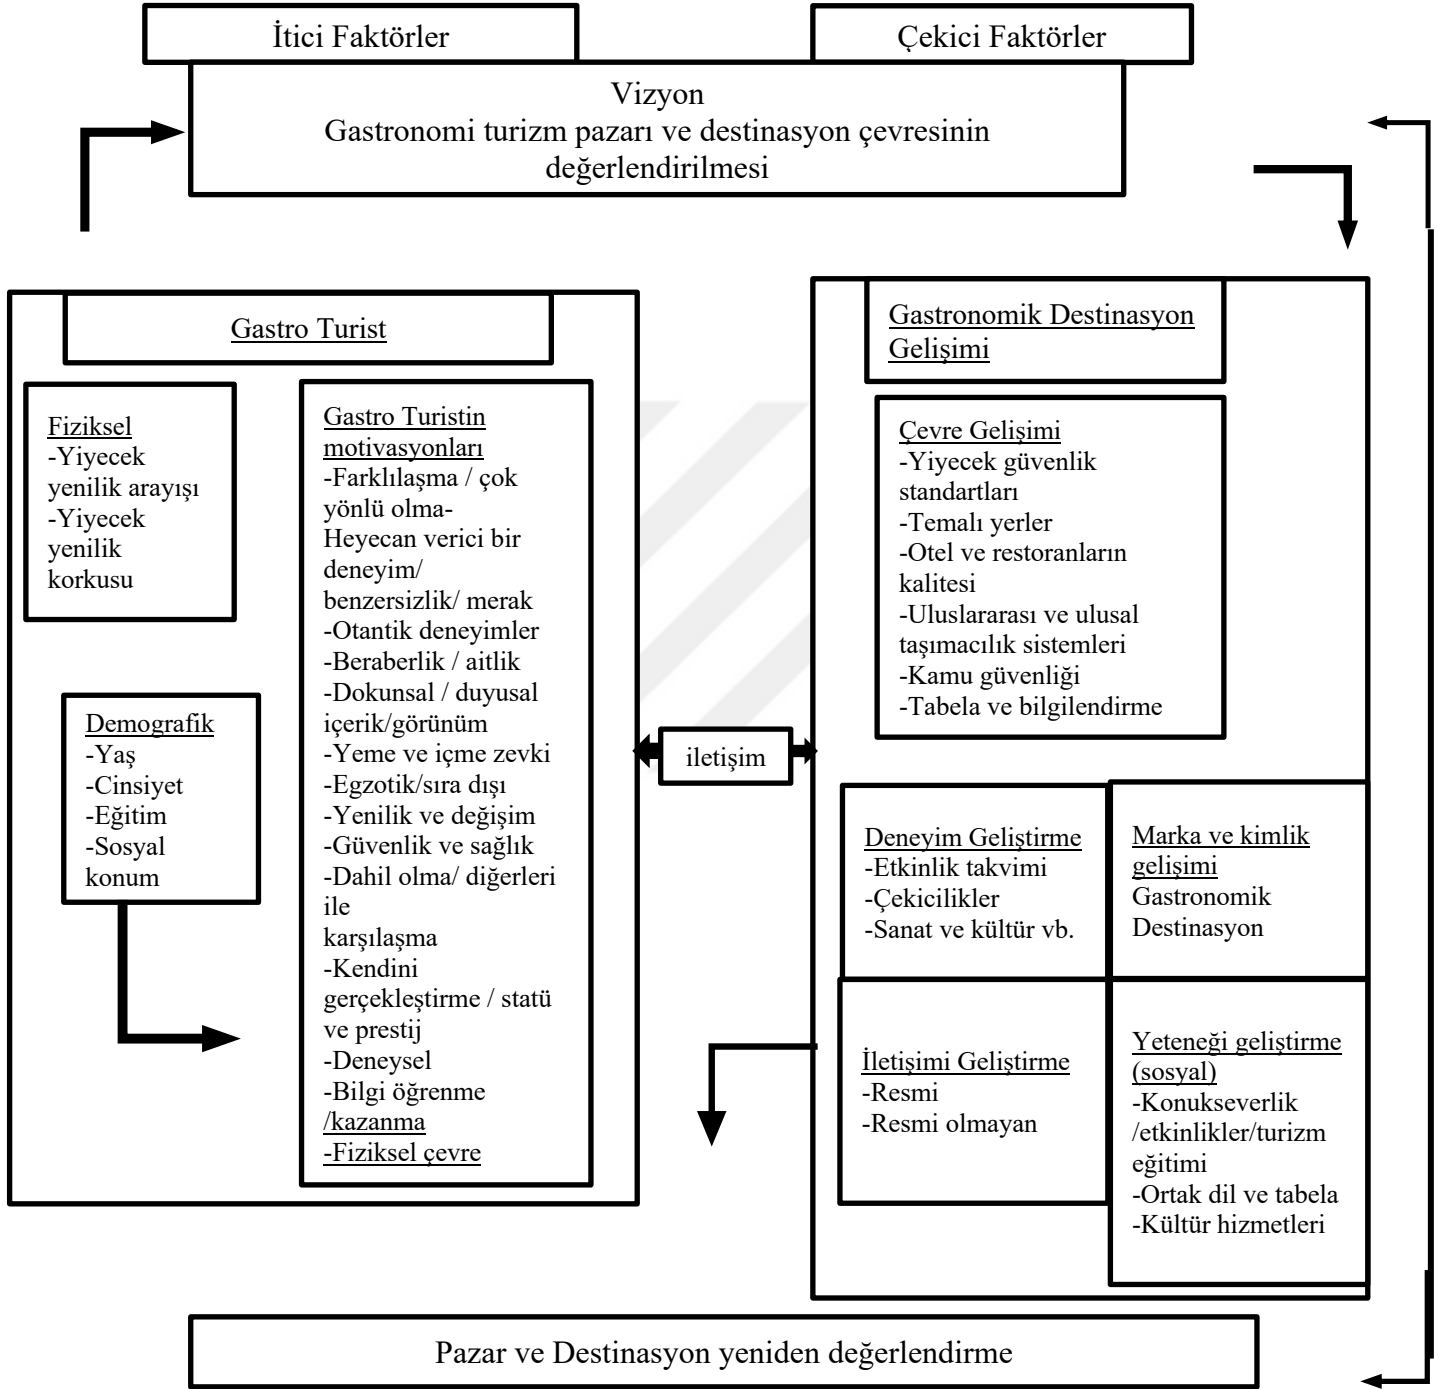 İtici Faktörler
Çekici Faktörler
Vizyon
Gastronomi turizm pazarı ve destinasyon çevresinin
değerlendirilmesi
Gastro Turist
Fiziksel
-Yiyecek
yenilik arayışı
-Yiyecek
yenilik
korkusu
Demografik
-Yaş
-Cinsiyet
-Eğitim
-Sosyal
konum
Gastro Turistin
motivasyonları
-Farklılaşma / çok
yönlü olma-
Heyecan verici bir
deneyim/
benzersizlik/ merak
-Otantik deneyimler
-Beraberlik / aitlik
-Dokunsal / duyusal
içerik/görünüm
-Yeme ve içme zevki
-Egzotik/sıra dışı
-Yenilik ve değişim
-Güvenlik ve sağlık
-Dahil olma/ diğerleri
ile
karşılaşma
-Kendini
gerçekleştirme / statü
ve prestij
-Deneysel
-Bilgi öğrenme
/kazanma
-Fiziksel çevre
iletişim
Gastronomik Destinasyon
Gelişimi
Çevre Gelişimi
-Yiyecek güvenlik
standartları
-Temalı yerler
-Otel ve restoranların
kalitesi
-Uluslararası ve ulusal
taşımacılık sistemleri
-Kamu güvenliği
-Tabela ve bilgilendirme
Deneyim Geliştirme
-Etkinlik takvimi
-Çekicilikler
-Sanat ve kültür vb.
Marka ve kimlik
gelişimi
Gastronomik
Destinasyon
İletişimi Geliştirme
-Resmi
-Resmi olmayan
Yeteneği geliştirme
(sosyal)
-Konukseverlik
/etkinlikler/turizm
eğitimi
-Ortak dil ve tabela
-Kültür hizmetleri
Pazar ve Destinasyon yeniden değerlendirme